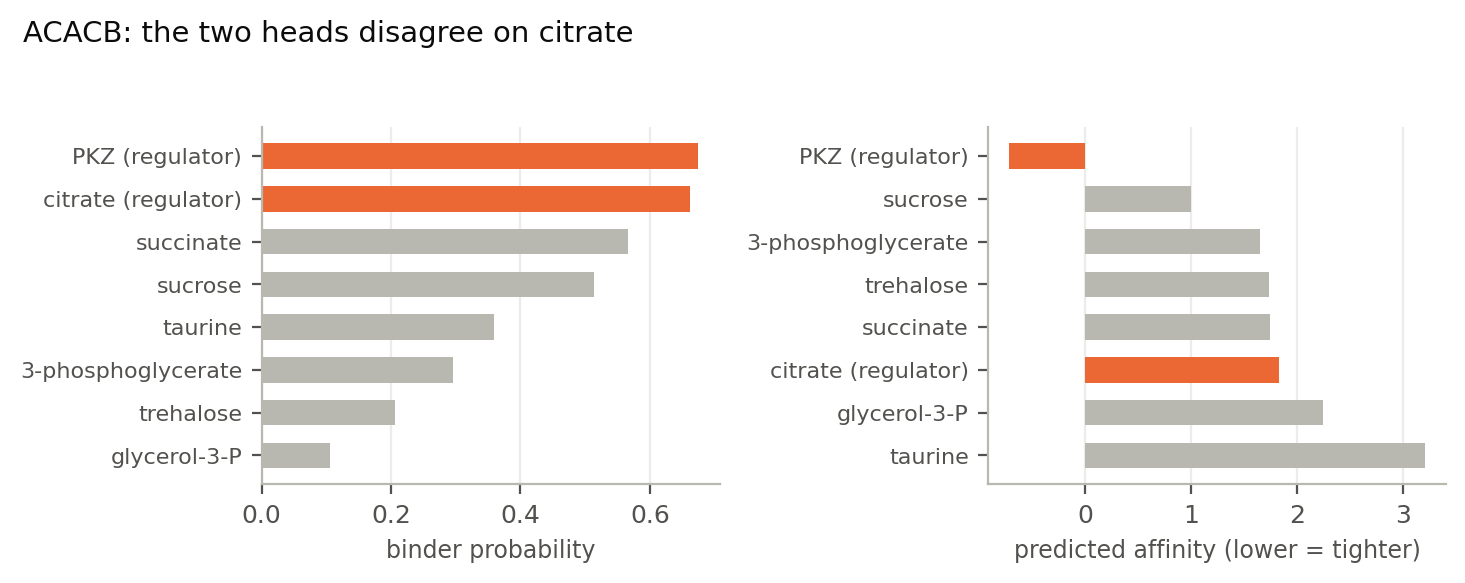 ACACB: the two heads disagree on citrate
PKZ (regulator)
citrate (regulator)
succinate
sucrose
taurine
3-phosphoglycerate
trehalose
glycerol-3-P
0.0 0.2 0.4 0.6
binder probability
PKZ (regulator)
sucrose
3-phosphoglycerate
trehalose
succinate
citrate (regulator)
glycerol-3-P
taurine
0 1 2 3
predicted affinity (lower = tighter)